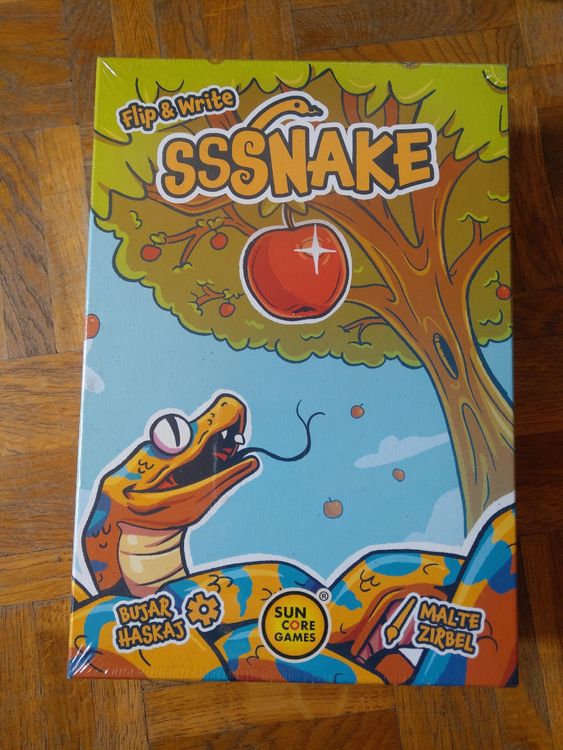 Flip & Write
SSSNAKE
BUJAR
HASKAJ
SUN
CORE
GAMES
®
MALTE
ZIRBEL